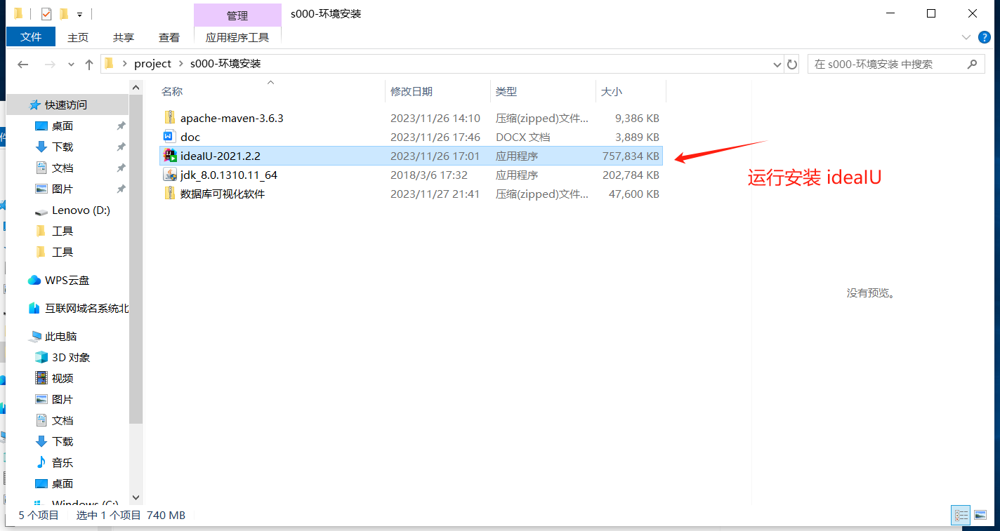 管理
s000-环境安装
文件
主页
共享
查看
应用程序工具
project
s000-环境安装
在 s000-环境安装 中搜索
名称
修改日期
类型
大小
apache-maven-3.6.3 2023/11/26 14:10 压缩(zipped)文件... 9,386 KB
doc 2023/11/26 17:46 DOCX 文档 3,889 KB
ideaIU-2021.2.2 2023/11/26 17:01 应用程序 757,834 KB
jdk_8.0.1310.11_64 2018/3/6 17:32 应用程序 202,784 KB
数据库可视化软件 2023/11/27 21:41 压缩(zipped)文件... 47,600 KB
运行安装 ideaIU
没有预览。
快速访问
桌面
下载
文档
图片
Lenovo (D:)
工具
工具
WPS云盘
互联网域名系统北
此电脑
3D 对象
视频
图片
文档
下载
音乐
桌面
Windows (C:)
5 个项目
选中 1 个项目 740 MB